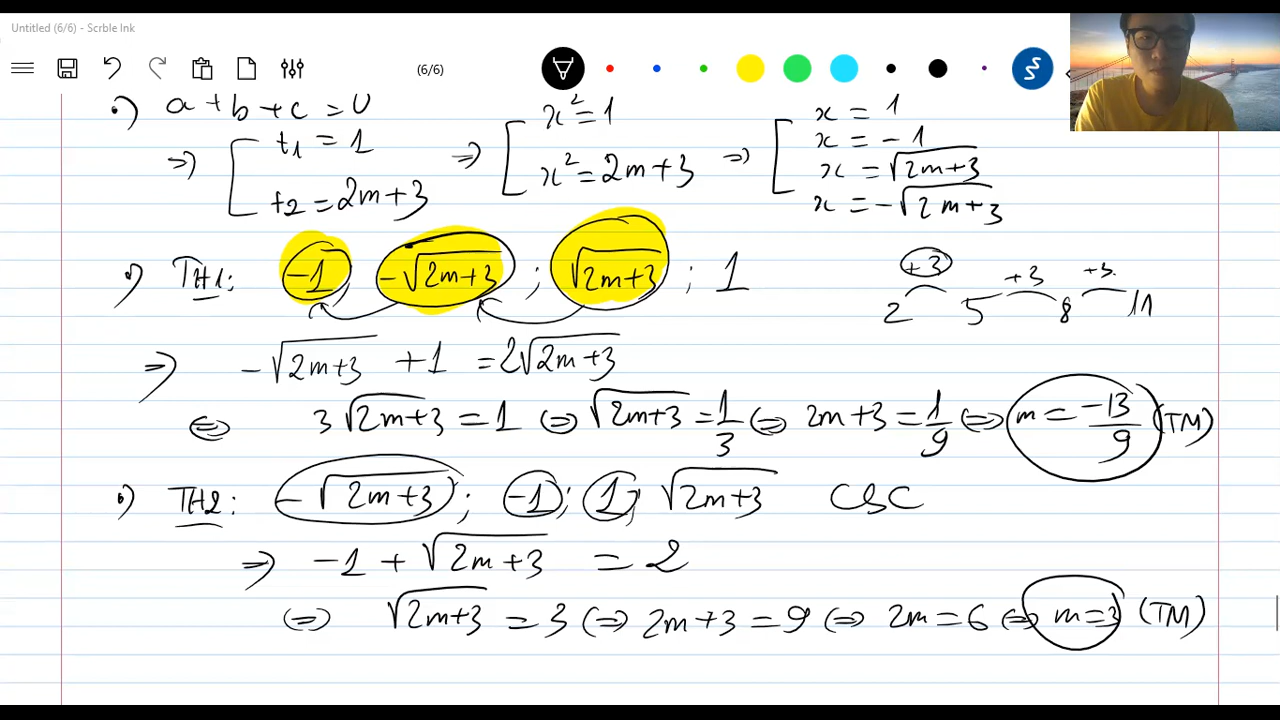 Untitled (6/6) - Scrble Ink
(6/6)
•) a + b + c = 0
=> [ t1 = 1 => [ x² = 1 => [ x = 1
x = -1
t2 = 2m+3 x² = 2m+3 x = √2m+3
x = -√2m+3
•) TH1: -1; -√2m+3 ; √2m+3 ; 1
+3 +3 +3
2 5 8 11
=> -√2m+3 + 1 = 2√2m+3
<=> 3√2m+3 = 1 <=> √2m+3 = 1/3 <=> 2m+3 = 1/9 <=> m = -13/9 (TM)
•) TH2: -√2m+3 ; -1; 1; √2m+3 CSC
=> -1 + √2m+3 = 2
<=> √2m+3 = 3 <=> 2m+3 = 9 <=> 2m = 6 <=> m = 3 (TM)